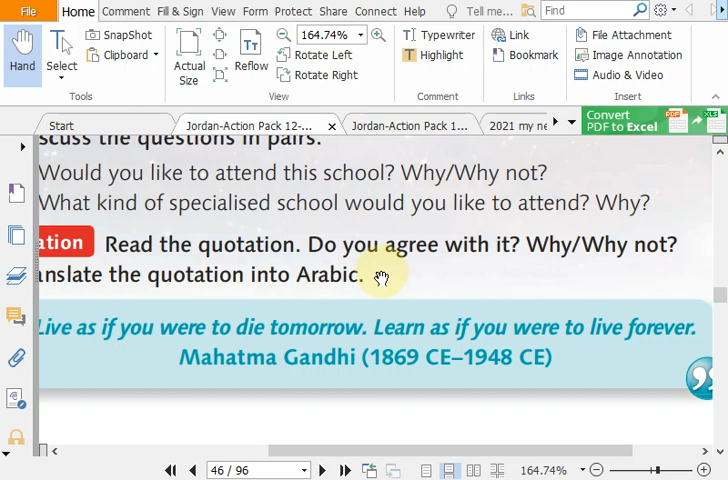 File Home Comment Fill & Sign View Form Protect Share Connect Help Tell me... Find
Hand
Select
SnapShot
Clipboard
Actual Size
Reflow
164.74%
Rotate Left
Rotate Right
Typewriter
Highlight
Link
Bookmark
File Attachment
Image Annotation
Audio & Video
Tools View Comment Links Insert
Start Jordan-Action Pack 12-... Jordan-Action Pack 1... 2021 my ne
Convert
PDF to Excel
scuss the questions in pairs.
Would you like to attend this school? Why/Why not?
What kind of specialised school would you like to attend? Why?
ation Read the quotation. Do you agree with it? Why/Why not?
anslate the quotation into Arabic.
Live as if you were to die tomorrow. Learn as if you were to live forever.
Mahatma Gandhi (1869 CE–1948 CE)
46 / 96 164.74%